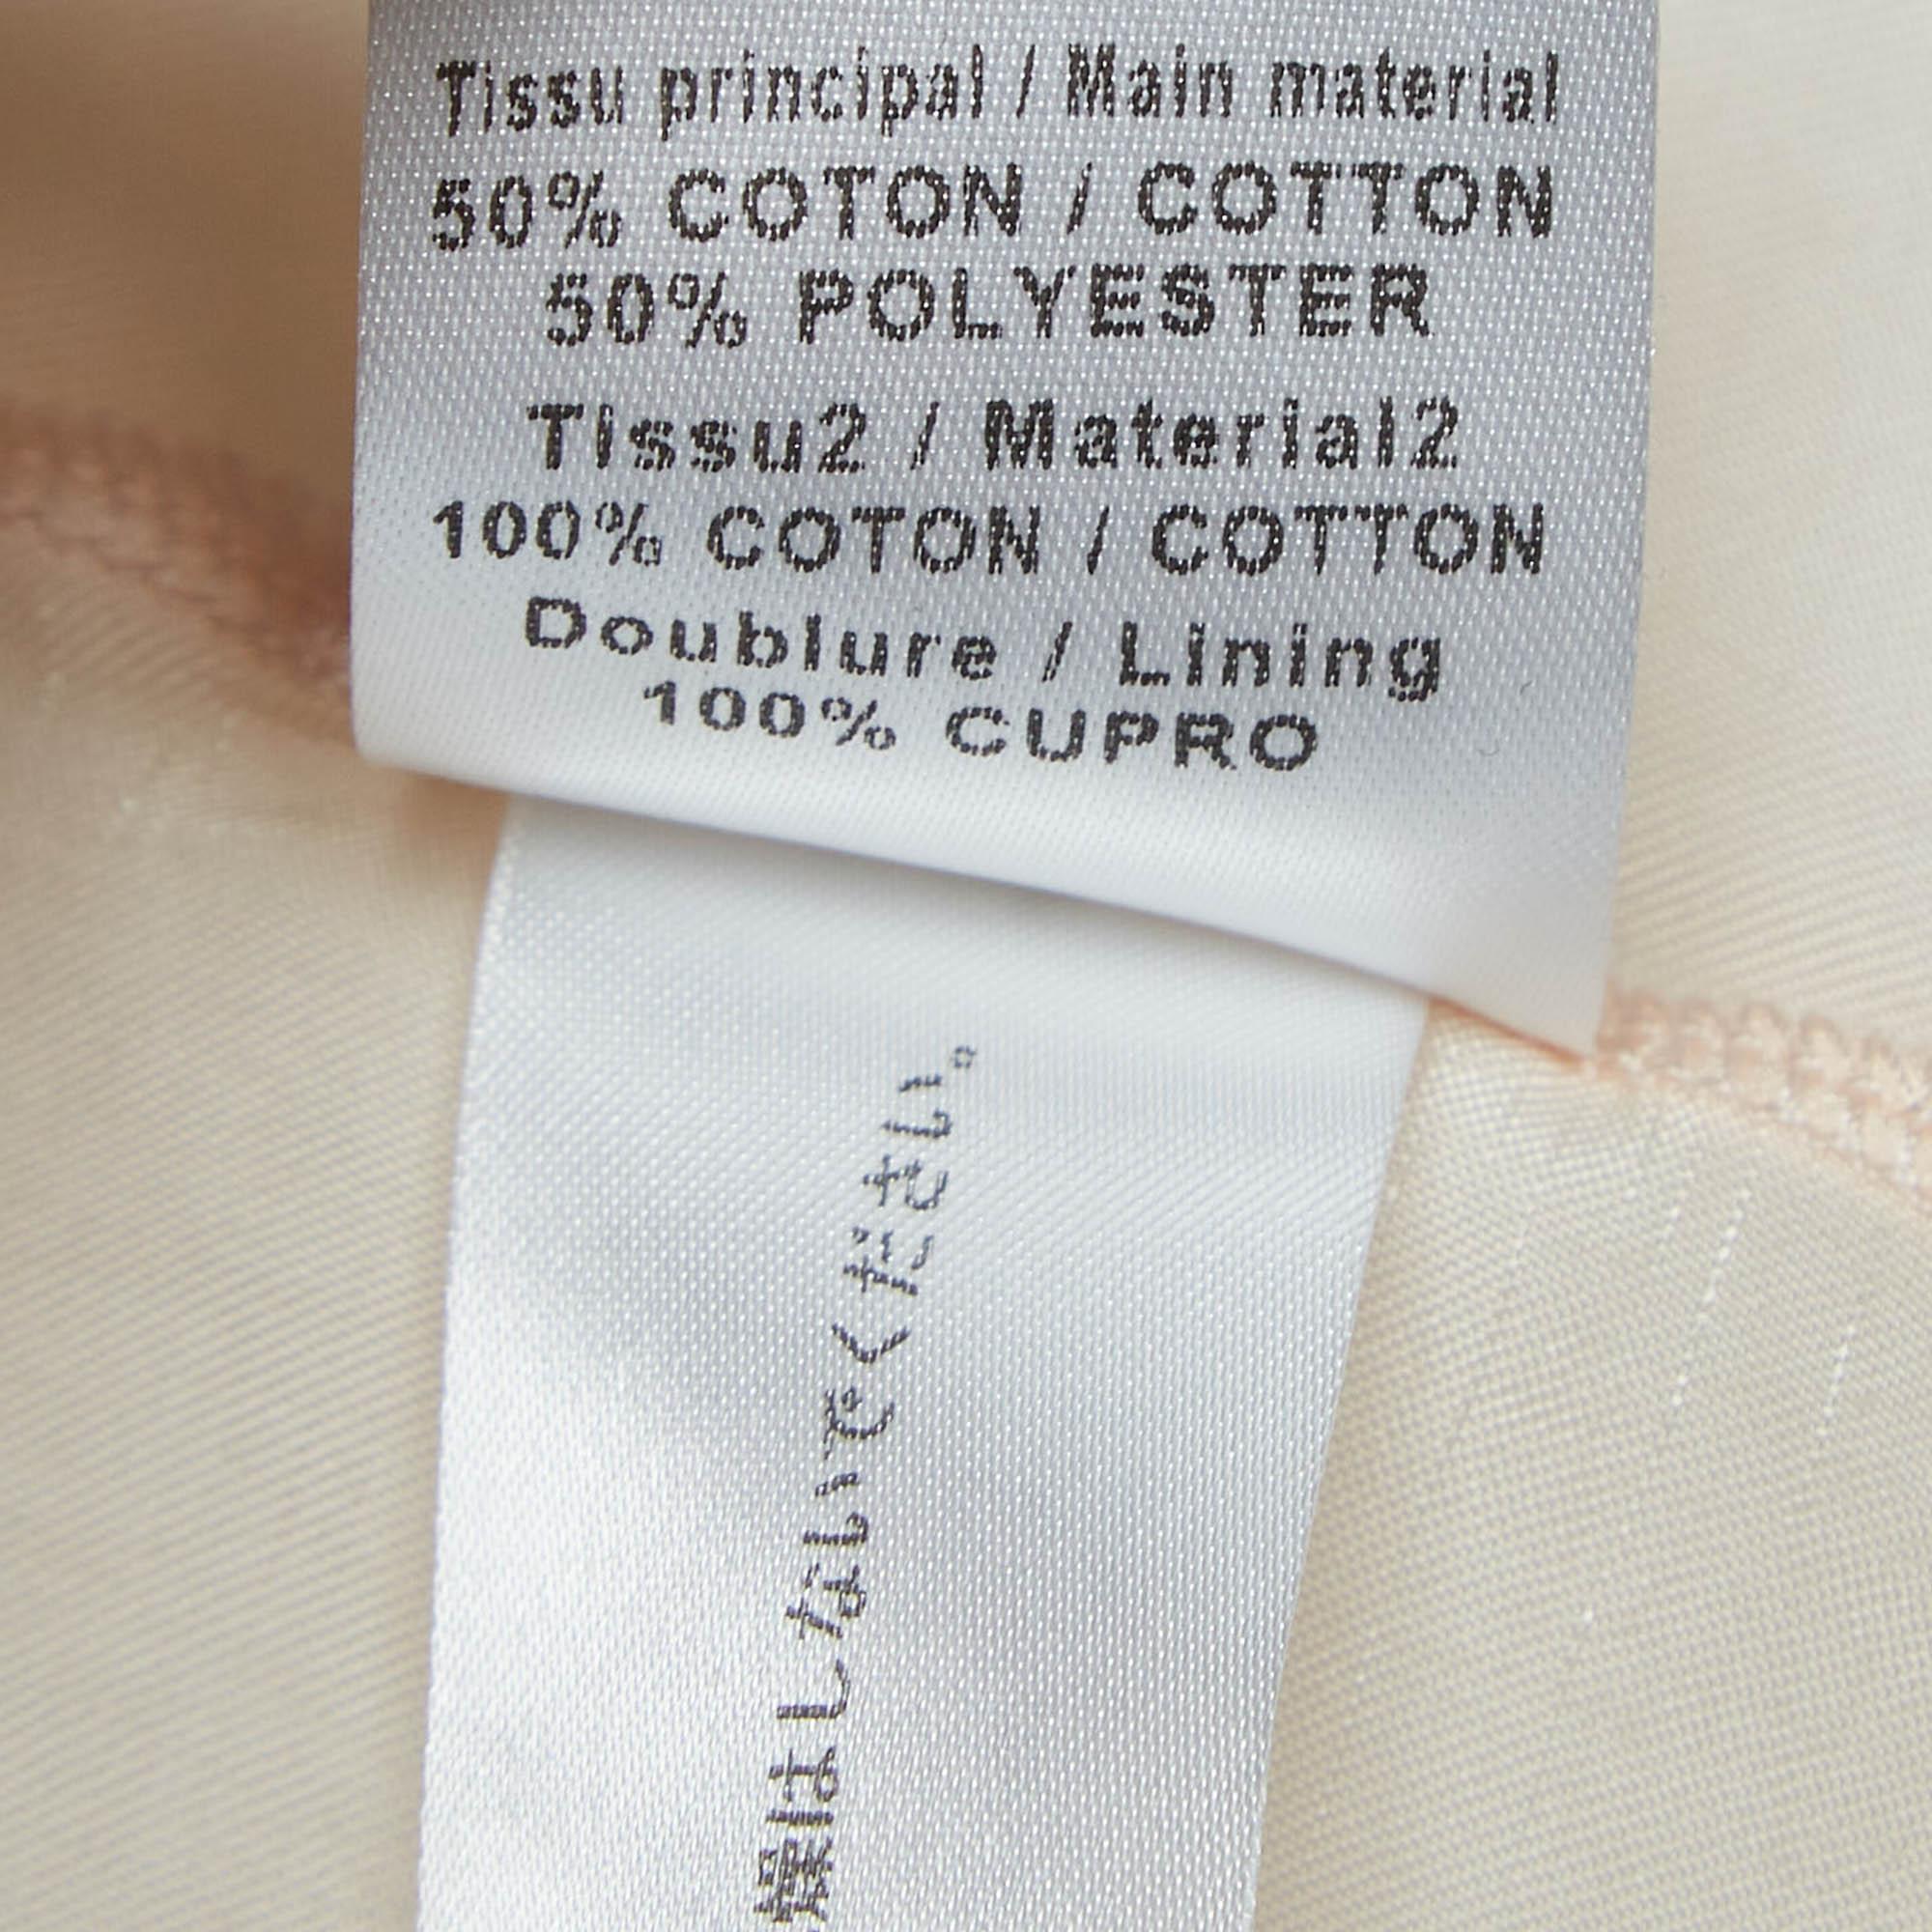 Tissu principal / Main material
50% COTON / COTTON
50% POLYESTER
Tissu2 / Material2
100% COTON / COTTON
Doublure / Lining
100% CUPRO
燥はしないでください。